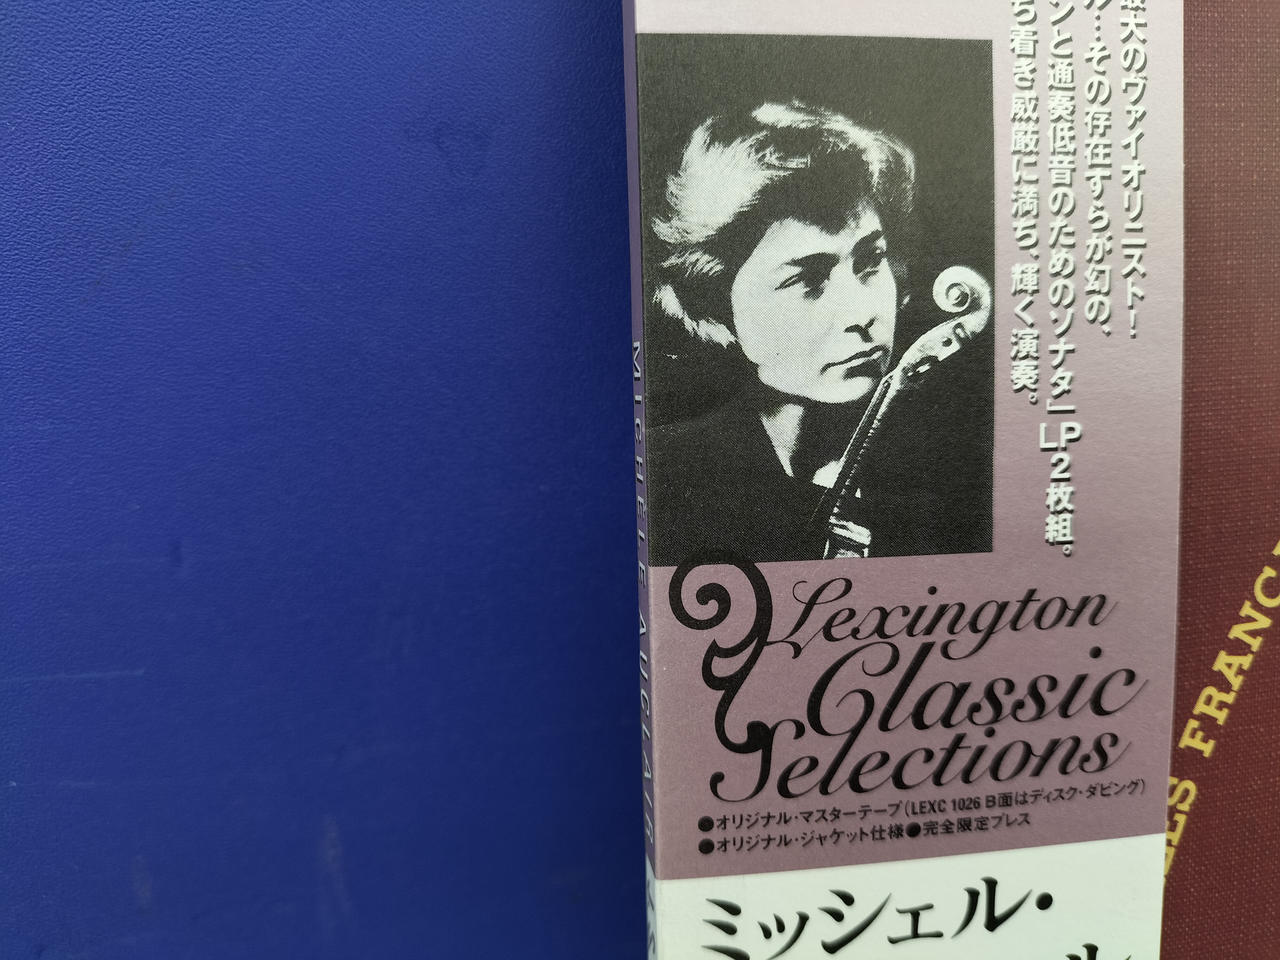 最大のヴァイオリニスト!
ル…その存在すらが幻の、
ンと通奏低音のためのソナタ」LP2枚組。
ち着き威厳に満ち、輝く演奏。
MICHÈLE AUCLAIR
Lexington
Classic
Selections
●オリジナル・マスターテープ(LEXC 1026 B面はディスク・ダビング)
●オリジナル・ジャケット仕様●完全限定プレス
ミッシェル・
FRANC